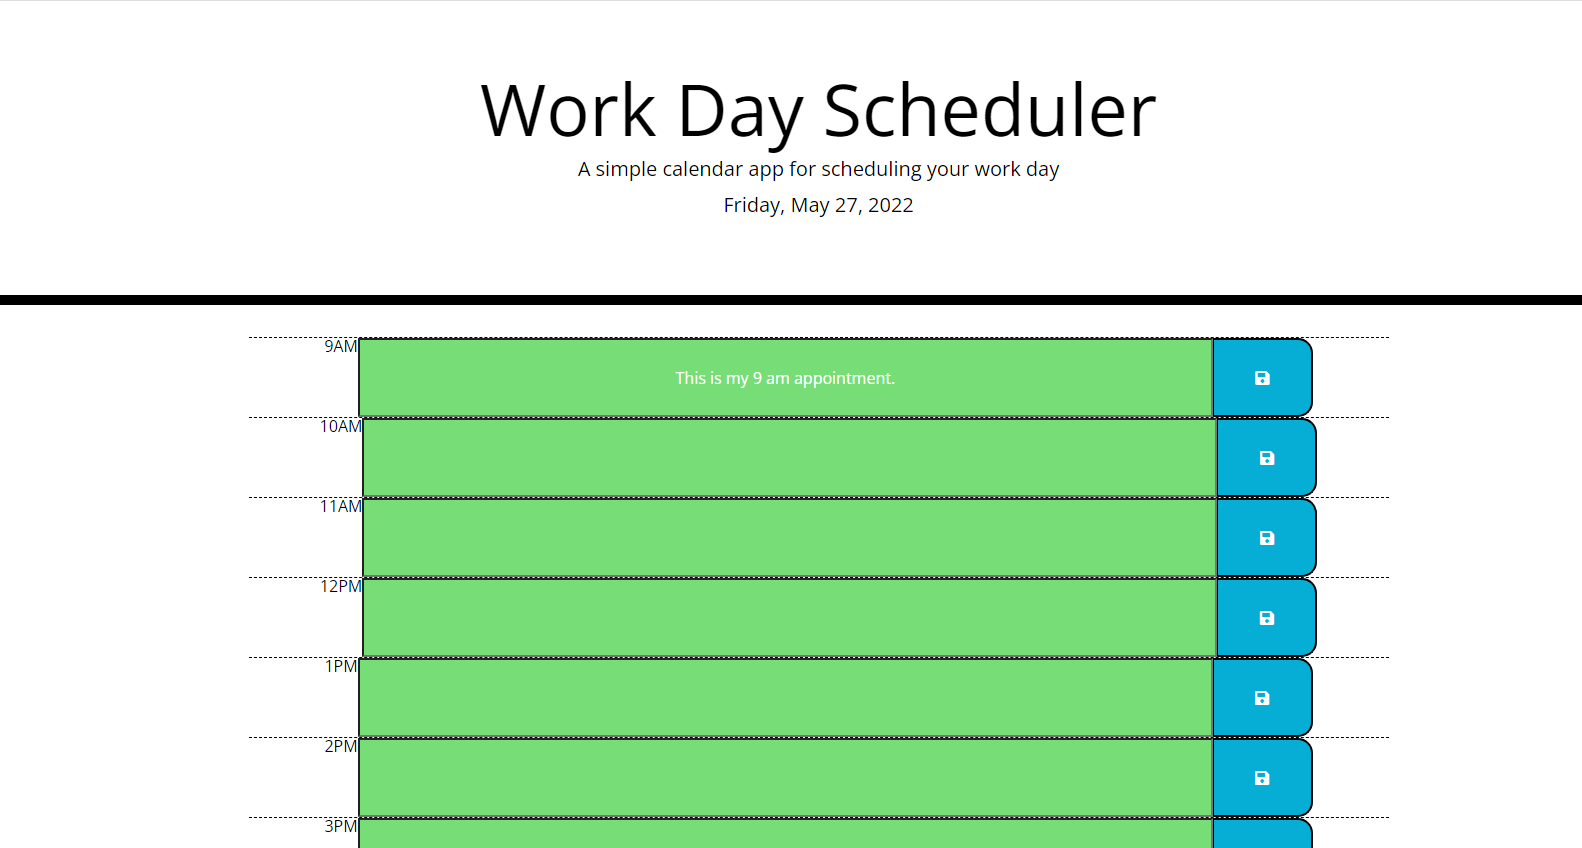 Work Day Scheduler
A simple calendar app for scheduling your work day
Friday, May 27, 2022
9AM
This is my 9 am appointment.
10AM
11AM
12PM
1PM
2PM
3PM